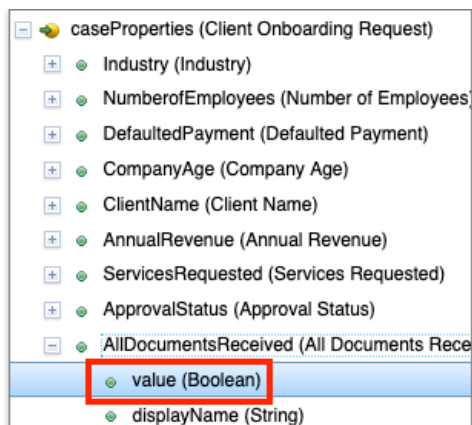 caseProperties (Client Onboarding Request)
Industry (Industry)
NumberofEmployees (Number of Employees)
DefaultedPayment (Defaulted Payment)
CompanyAge (Company Age)
ClientName (Client Name)
AnnualRevenue (Annual Revenue)
ServicesRequested (Services Requested)
ApprovalStatus (Approval Status)
AllDocumentsReceived (All Documents Rece
value (Boolean)
displayName (String)